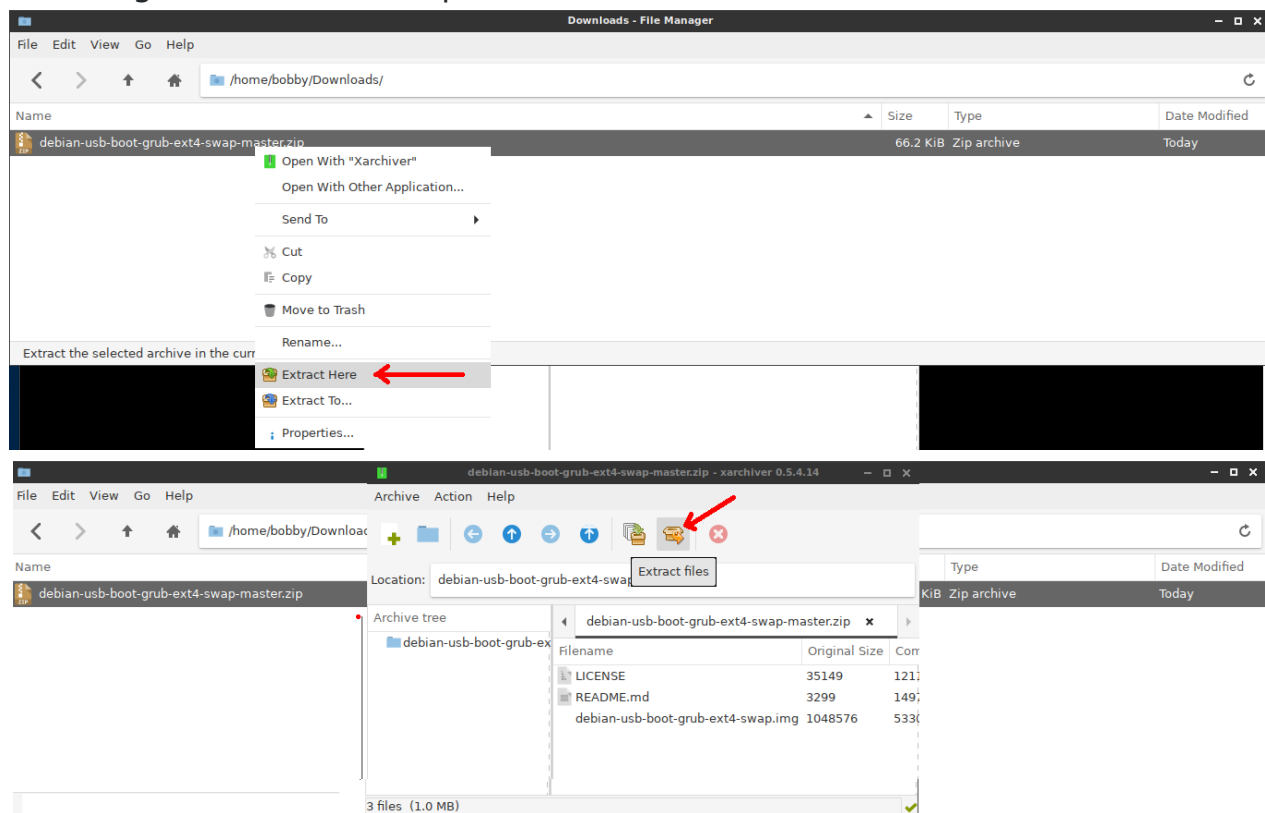 Downloads - File Manager
File Edit View Go Help
/home/bobby/Downloads/
Name Size Type Date Modified
debian-usb-boot-grub-ext4-swap-master.zip 66.2 KiB Zip archive Today
Open With "Xarchiver"
Open With Other Application...
Send To
Cut
Copy
Move to Trash
Rename...
Extract the selected archive in the curr
Extract Here
Extract To...
Properties...
debian-usb-boot-grub-ext4-swap-master.zip - xarchiver 0.5.4.14
File Edit View Go Help
Archive Action Help
/home/bobby/Downloa
Extract files
Location: debian-usb-boot-grub-ext4-swap
Name Type Date Modified
debian-usb-boot-grub-ext4-swap-master.zip KiB Zip archive Today
Archive tree
debian-usb-boot-grub-ex
debian-usb-boot-grub-ext4-swap-master.zip
Filename Original Size Com
LICENSE 35149 1211
README.md 3299 1497
debian-usb-boot-grub-ext4-swap.img 1048576 5330
3 files (1.0 MB)